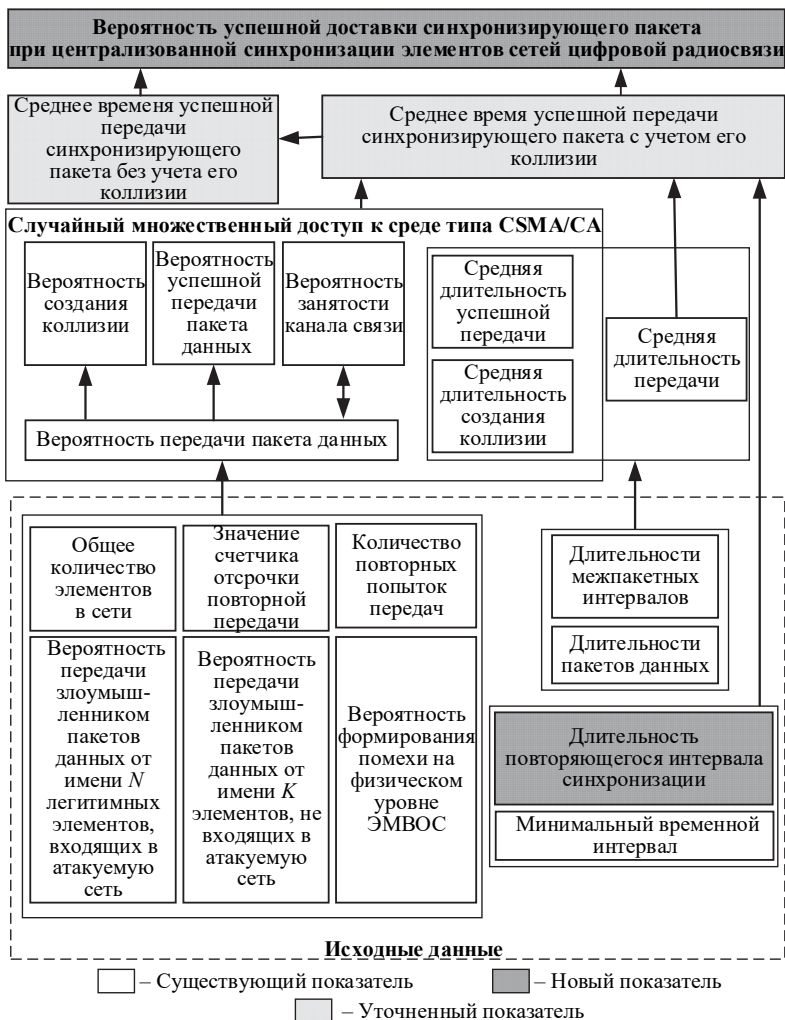 Вероятность успешной доставки синхронизирующего пакета
при централизованной синхронизации элементов сетей цифровой радиосвязи
Среднее временя успешной
передачи
синхронизирующего
пакета без учета его
коллизии
Среднее время успешной передачи
синхронизирующего пакета с учетом его
коллизии
Случайный множественный доступ к среде типа CSMA/CA
Вероятность
создания
коллизии
Вероятность
успешной
передачи
пакета
данных
Вероятность
занятости
канала связи
Средняя
длительность
успешной
передачи
Средняя
длительность
создания
коллизии
Средняя
длительность
передачи
Вероятность передачи пакета данных
Общее
количество
элементов
в сети
Значение
счетчика
отсрочки
повторной
передачи
Количество
повторных
попыток
передач
Вероятность
передачи
злоумыш-
ленником
пакетов
данных от
имени N
легитимных
элементов,
входящих в
атакуемую
сеть
Вероятность
передачи
злоумыш-
ленником
пакетов
данных от
имени K
элементов, не
входящих в
атакуемую
сеть
Вероятность
формирования
помехи на
физическом
уровне
ЭМВОС
Длительности
межпакетных
интервалов
Длительности
пакетов данных
Длительность
повторяющегося интервала
синхронизации
Минимальный временной
интервал
Исходные данные
– Существующий показатель
– Новый показатель
– Уточненный показатель